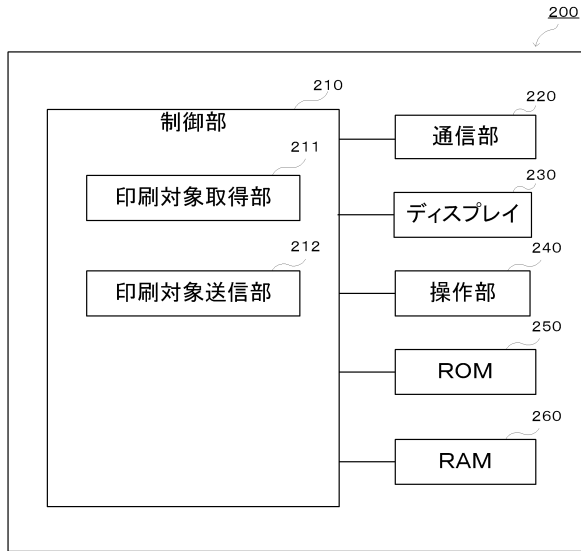 200
210
制御部
211
印刷対象取得部
212
印刷対象送信部
220
通信部
230
ディスプレイ
240
操作部
250
ROM
260
RAM